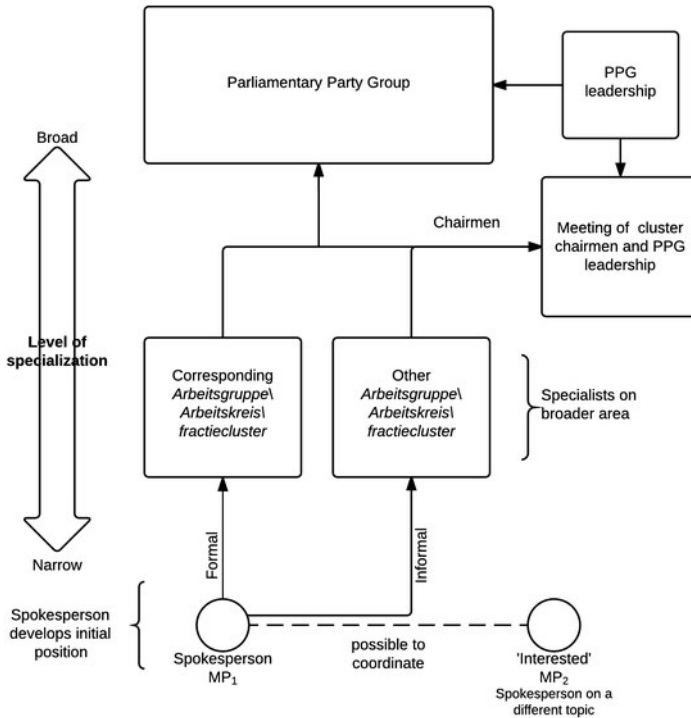 Parliamentary Party Group
PPG
leadership
Broad
Chairmen
Meeting of cluster
chairmen and PPG
leadership
Level of
specialization
Corresponding
Arbeitsgruppe\
Arbeitskreis\
fractiecluster
Other
Arbeitsgruppe\
Arbeitskreis\
fractiecluster
Specialists on
broader area
Formal
Informal
Narrow
Spokesperson
develops initial
position
Spokesperson
MP₁
possible to
coordinate
'Interested'
MP₂
Spokesperson on a
different topic